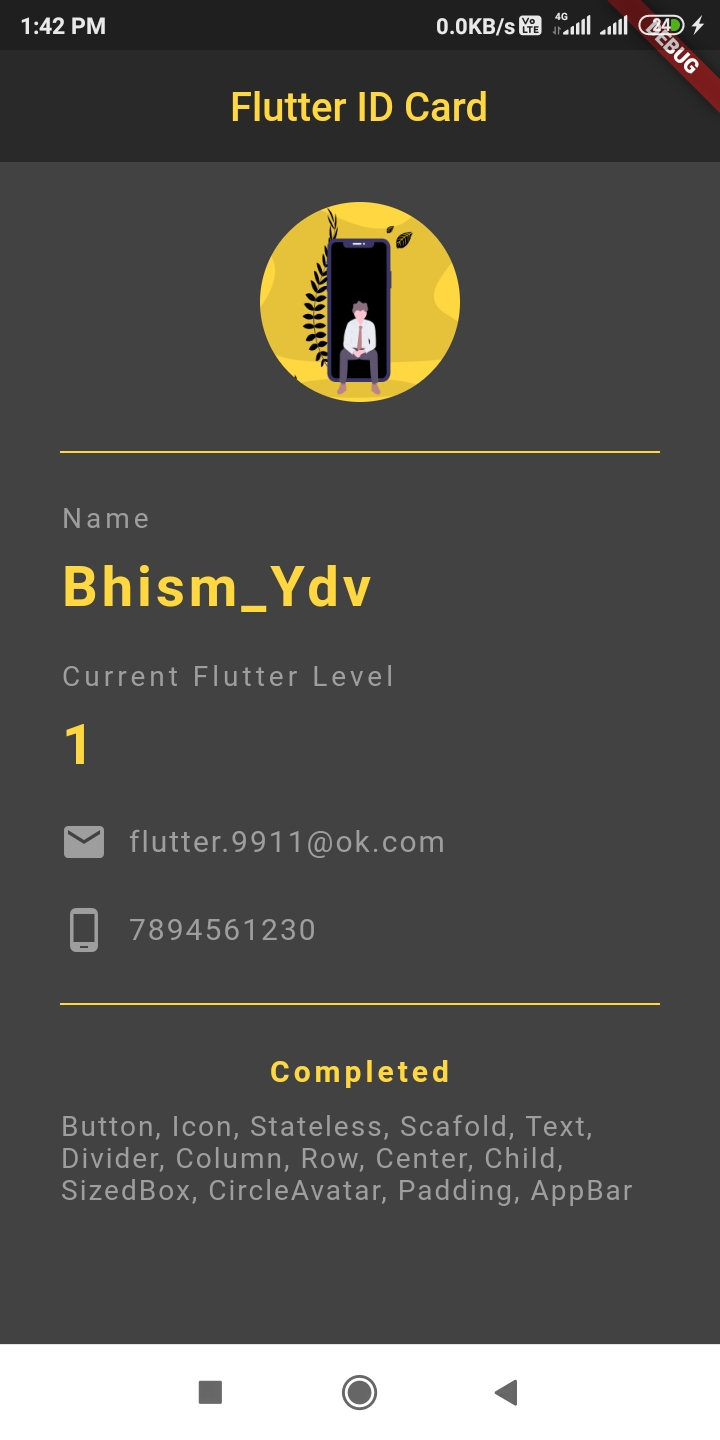 1:42 PM 0.0KB/s Vo LTE 4G 24
DEBUG
Flutter ID Card
Name
Bhism_Ydv
Current Flutter Level
1
flutter.9911@ok.com
7894561230
Completed
Button, Icon, Stateless, Scafold, Text,
Divider, Column, Row, Center, Child,
SizedBox, CircleAvatar, Padding, AppBar